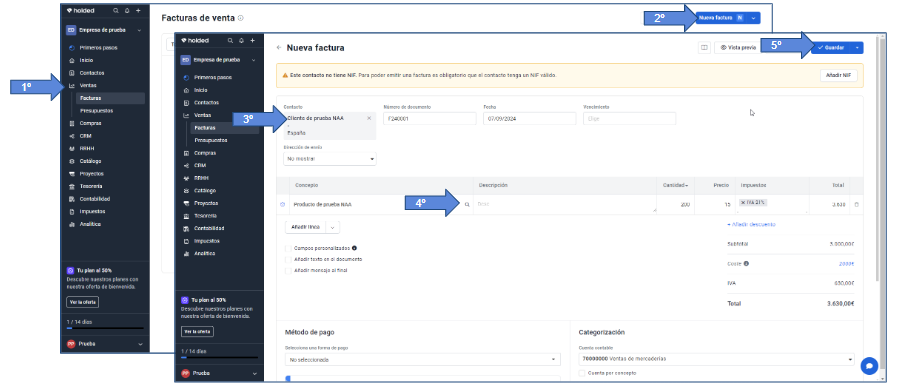 holded
Facturas de venta
2º
Nueva factura N
ED Empresa de prueba
Primeros pasos
Inicio
Contactos
1º
Ventas
Facturas
Presupuestos
Compras
CRM
RRHH
Catálogo
Proyectos
Tesorería
Contabilidad
Impuestos
Analítica
Tu plan al 50%
Descubre nuestros planes con
nuestra oferta de bienvenida.
Ver la oferta
1 / 14 días
PP Prueba
holded
ED Empresa de prueba
Primeros pasos
Inicio
Contactos
Ventas
Facturas
Presupuestos
Compras
CRM
RRHH
Catálogo
Proyectos
Tesorería
Contabilidad
Impuestos
Analítica
Tu plan al 50%
Descubre nuestros planes con
nuestra oferta de bienvenida.
Ver la oferta
1 / 14 días
PP Prueba
Nueva factura
Vista previa
5º
Guardar
Este contacto no tiene NIF. Para poder emitir una factura es obligatorio que el contacto tenga un NIF válido.
Añadir NIF
Contacto
Número de documento
Fecha
Vencimiento
3º
Cliente de prueba NAA
-
España
F240001
07/09/2024
Días
Dirección de envío
No mostrar
Concepto
Descripción
Cantidad
Precio
Impuestos
Total
Producto de prueba NAA
4º
Desc
200
15
IVA 21%
3.630
Añadir línea
+ Añadir descuento
Campos personalizados
Añadir texto en el documento
Añadir mensaje al final
Subtotal
3.000,00€
Coste
2000€
IVA
630,00€
Total
3.630,00€
Método de pago
Selecciona una forma de pago
No seleccionada
Categorización
Cuenta contable
70000000 Ventas de mercaderías
Cuenta por concepto